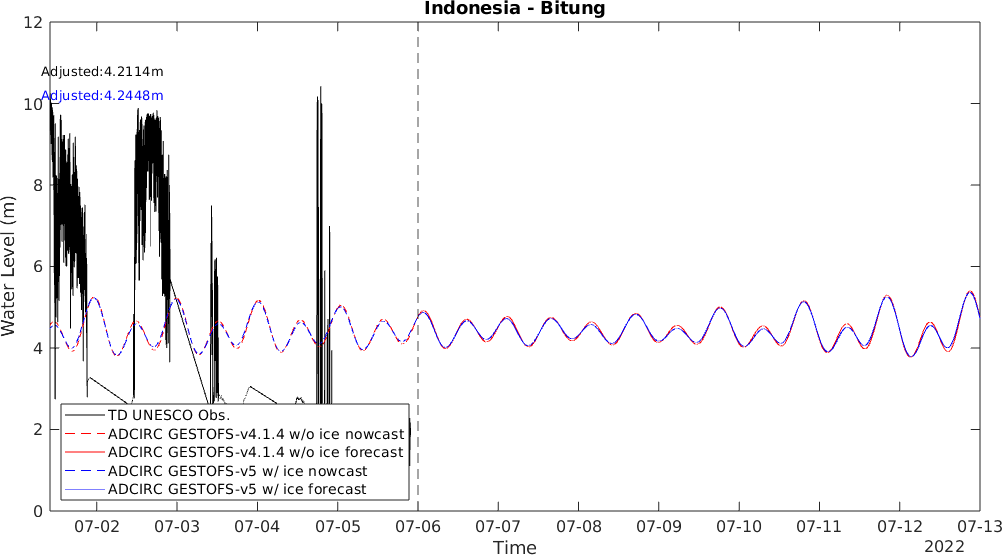 Indonesia - Bitung
Adjusted:4.2114m
Adjusted:4.2448m
Water Level (m)
12
10
8
6
4
2
0
TD UNESCO Obs.
ADCIRC GESTOFS-v4.1.4 w/o ice nowcast
ADCIRC GESTOFS-v4.1.4 w/o ice forecast
ADCIRC GESTOFS-v5 w/ ice nowcast
ADCIRC GESTOFS-v5 w/ ice forecast
07-02 07-03 07-04 07-05 07-06 07-07 07-08 07-09 07-10 07-11 07-12 07-13
Time
2022